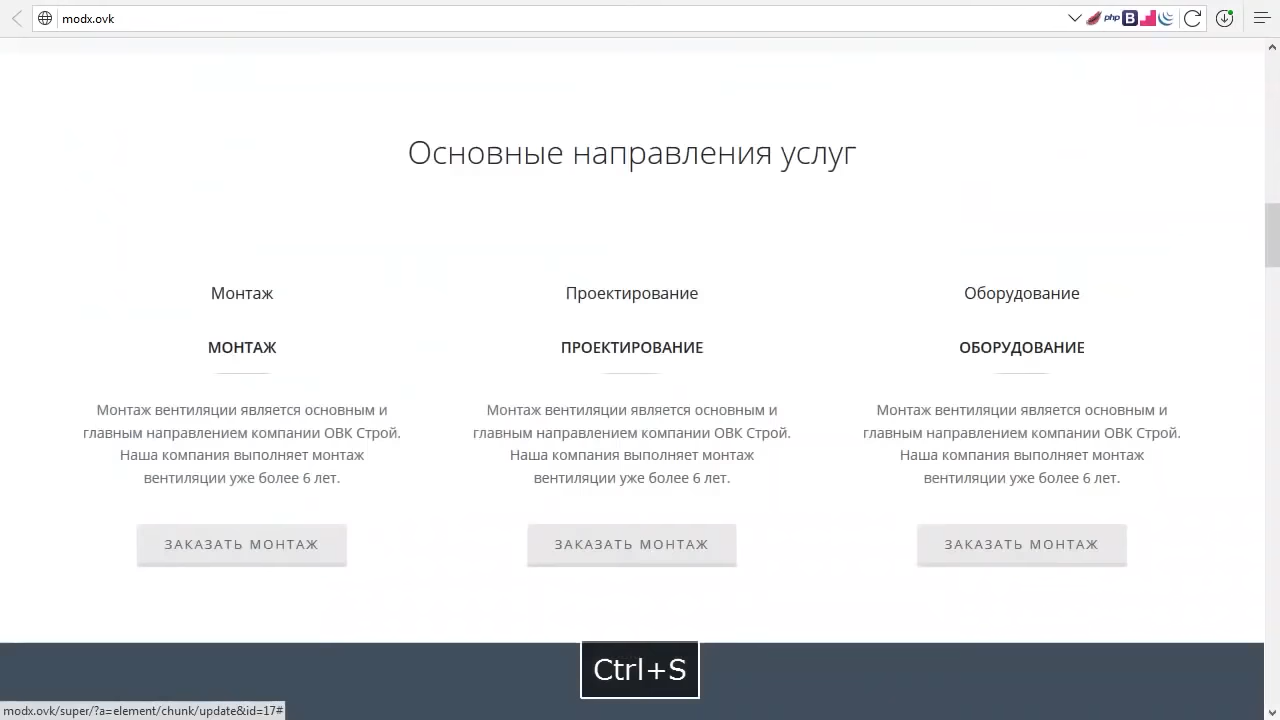 modx.ovk
php B
Основные направления услуг
Монтаж
МОНТАЖ
Монтаж вентиляции является основным и
главным направлением компании ОВК Строй.
Наша компания выполняет монтаж
вентиляции уже более 6 лет.
ЗАКАЗАТЬ МОНТАЖ
Проектирование
ПРОЕКТИРОВАНИЕ
Монтаж вентиляции является основным и
главным направлением компании ОВК Строй.
Наша компания выполняет монтаж
вентиляции уже более 6 лет.
ЗАКАЗАТЬ МОНТАЖ
Оборудование
ОБОРУДОВАНИЕ
Монтаж вентиляции является основным и
главным направлением компании ОВК Строй.
Наша компания выполняет монтаж
вентиляции уже более 6 лет.
ЗАКАЗАТЬ МОНТАЖ
Ctrl+S
modx.ovk/super/?a=element/chunk/update&id=17#